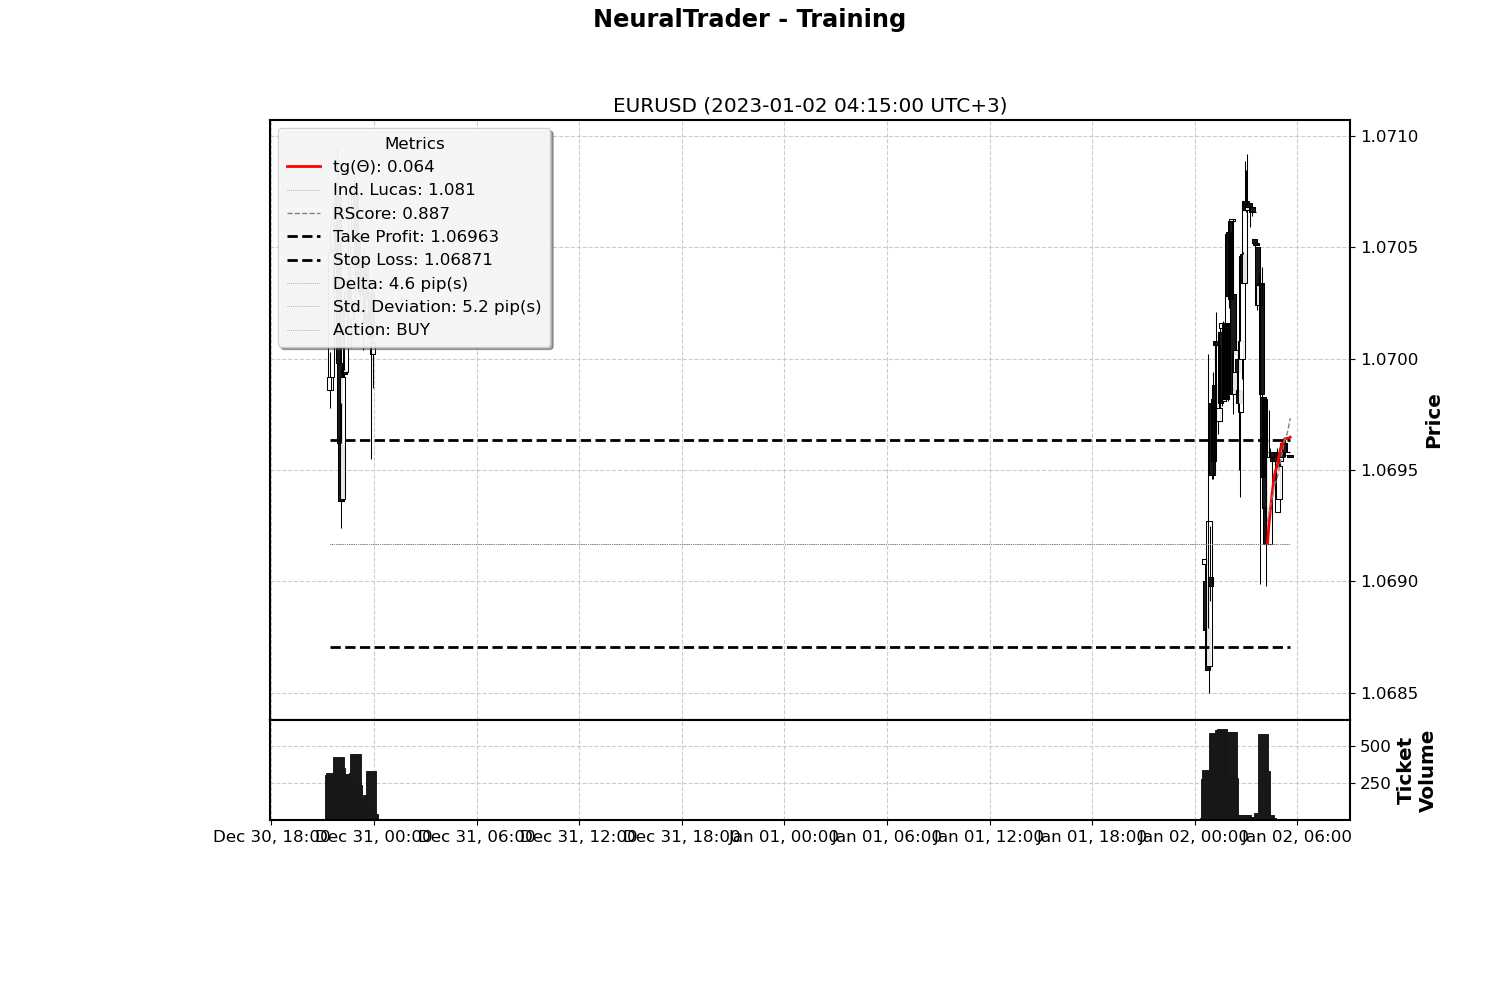 NeuralTrader - Training
EURUSD (2023-01-02 04:15:00 UTC+3)
Metrics
tg(Θ): 0.064
Ind. Lucas: 1.081
RScore: 0.887
Take Profit: 1.06963
Stop Loss: 1.06871
Delta: 4.6 pip(s)
Std. Deviation: 5.2 pip(s)
Action: BUY
1.0710
1.0705
1.0700
1.0695
1.0690
1.0685
Price
500
250
Ticket
Volume
Dec 30, 18:00
Dec 31, 00:00
Dec 31, 06:00
Dec 31, 12:00
Dec 31, 18:00
Jan 01, 00:00
Jan 01, 06:00
Jan 01, 12:00
Jan 01, 18:00
Jan 02, 00:00
Jan 02, 06:00